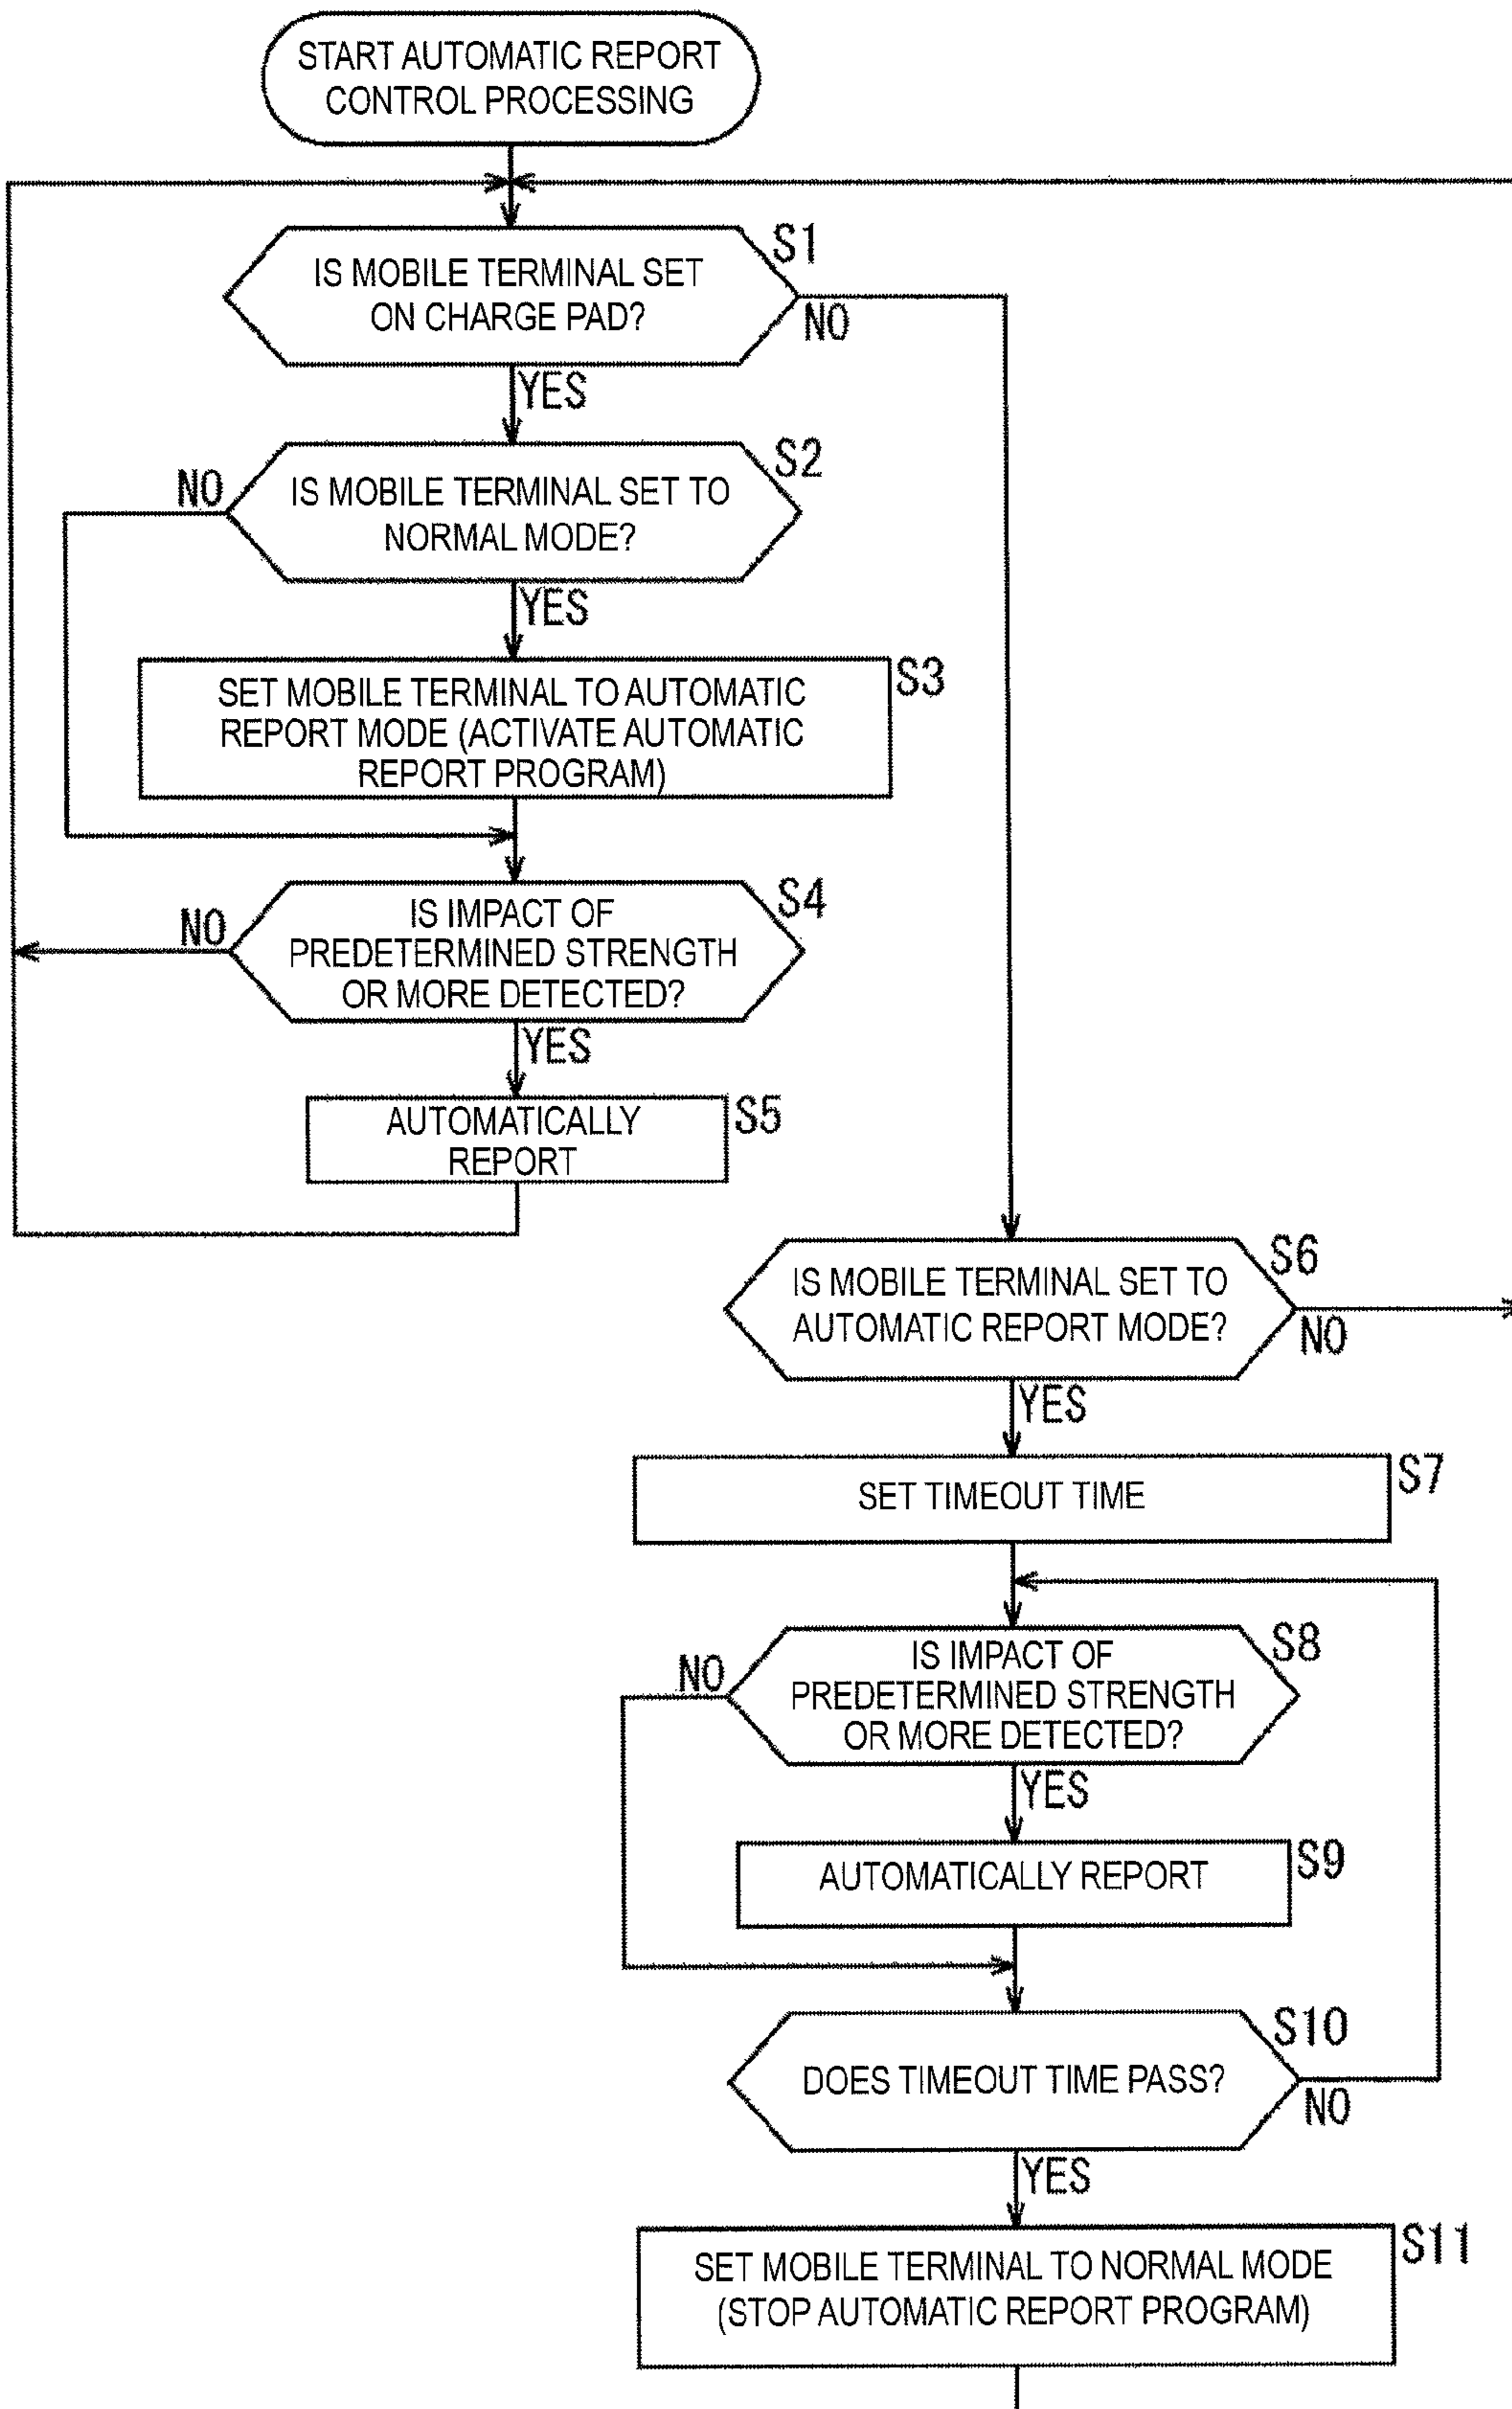 START AUTOMATIC REPORT
CONTROL PROCESSING
S1
IS MOBILE TERMINAL SET
ON CHARGE PAD?
NO
YES
S2
NO
IS MOBILE TERMINAL SET TO
NORMAL MODE?
YES
S3
SET MOBILE TERMINAL TO AUTOMATIC
REPORT MODE (ACTIVATE AUTOMATIC
REPORT PROGRAM)
S4
NO
IS IMPACT OF
PREDETERMINED STRENGTH
OR MORE DETECTED?
YES
S5
AUTOMATICALLY
REPORT
S6
IS MOBILE TERMINAL SET TO
AUTOMATIC REPORT MODE?
NO
YES
S7
SET TIMEOUT TIME
S8
NO
IS IMPACT OF
PREDETERMINED STRENGTH
OR MORE DETECTED?
YES
S9
AUTOMATICALLY REPORT
S10
DOES TIMEOUT TIME PASS?
NO
YES
S11
SET MOBILE TERMINAL TO NORMAL MODE
(STOP AUTOMATIC REPORT PROGRAM)